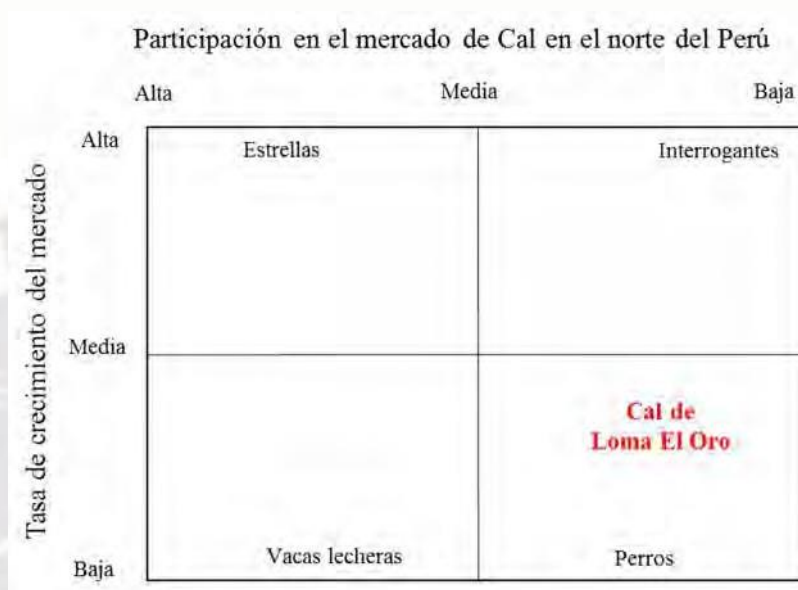 Participación en el mercado de Cal en el norte del Perú
Alta
Media
Baja
Tasa de crecimiento del mercado
Alta
Estrellas
Interrogantes
Media
Cal de
Loma El Oro
Baja
Vacas lecheras
Perros